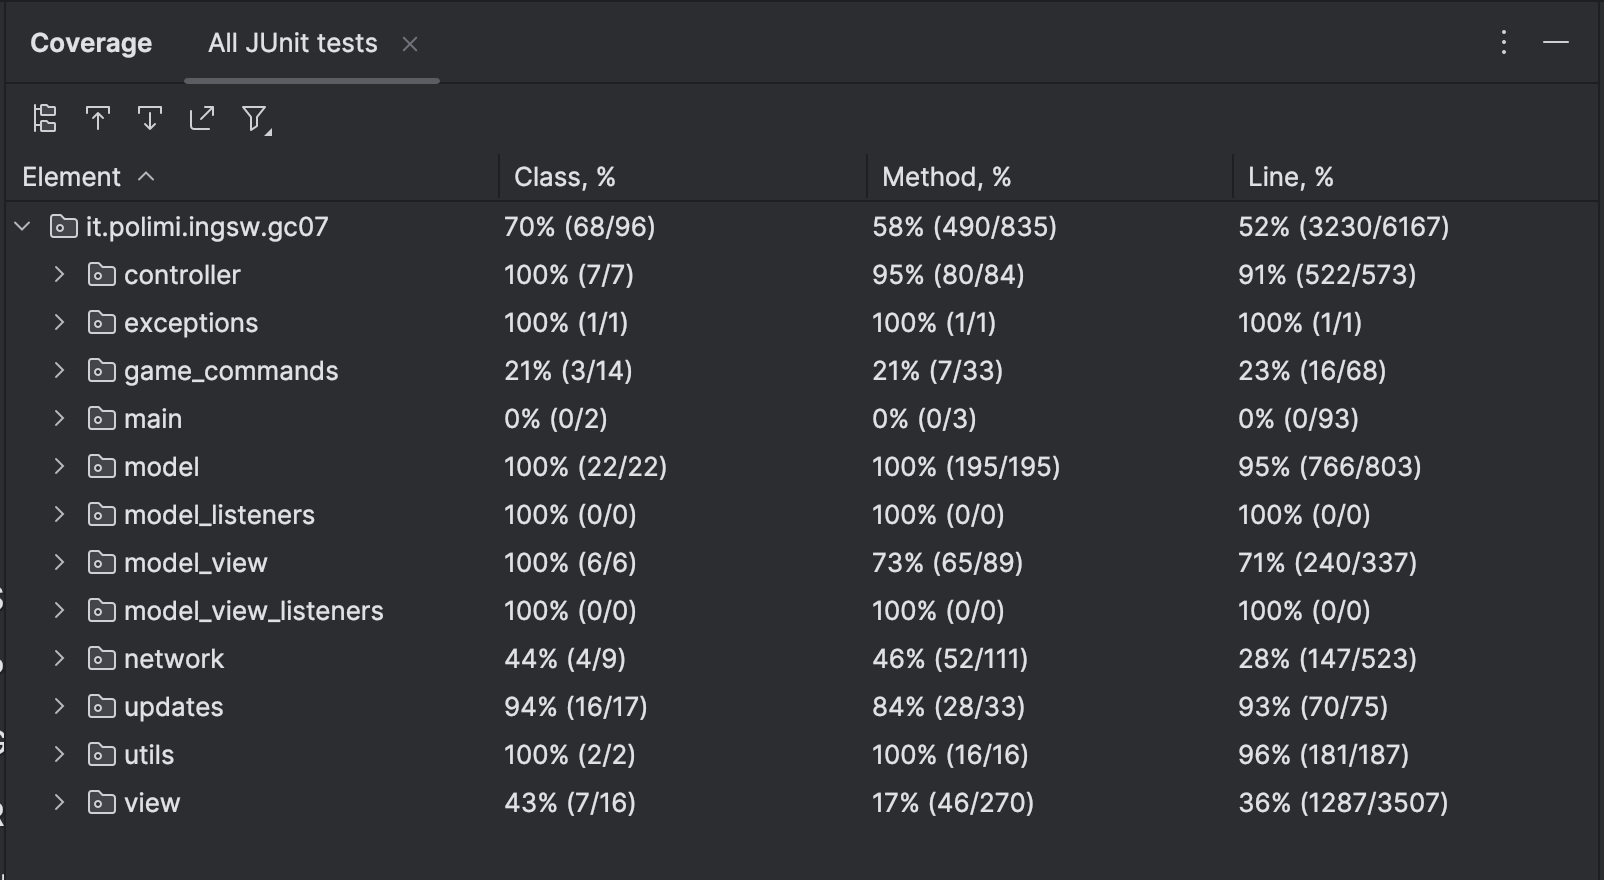 Coverage All JUnit tests
Element Class, % Method, % Line, %
it.polimi.ingsw.gc07 70% (68/96) 58% (490/835) 52% (3230/6167)
controller 100% (7/7) 95% (80/84) 91% (522/573)
exceptions 100% (1/1) 100% (1/1) 100% (1/1)
game_commands 21% (3/14) 21% (7/33) 23% (16/68)
main 0% (0/2) 0% (0/3) 0% (0/93)
model 100% (22/22) 100% (195/195) 95% (766/803)
model_listeners 100% (0/0) 100% (0/0) 100% (0/0)
model_view 100% (6/6) 73% (65/89) 71% (240/337)
model_view_listeners 100% (0/0) 100% (0/0) 100% (0/0)
network 44% (4/9) 46% (52/111) 28% (147/523)
updates 94% (16/17) 84% (28/33) 93% (70/75)
utils 100% (2/2) 100% (16/16) 96% (181/187)
view 43% (7/16) 17% (46/270) 36% (1287/3507)